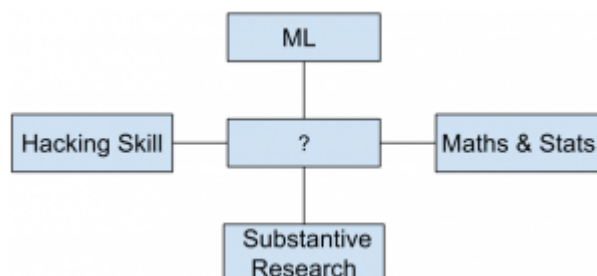 ML
Hacking Skill
?
Maths & Stats
Substantive
Research